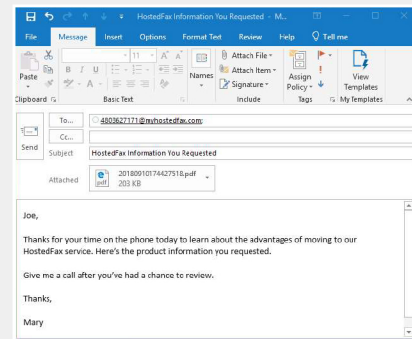 HostedFax Information You Requested - M...
File Message Insert Options Format Text Review Help Tell me
Paste
Clipboard
11 A A
B I U
Basic Text
Names
Attach File
Attach Item
Signature
Include
Assign Policy
Tags
View Templates
My Templates
Send
To... 4803627171@myhostedfax.com;
Cc...
Subject HostedFax Information You Requested
Attached 20180910174427518.pdf
pdf 203 KB
Joe,
Thanks for your time on the phone today to learn about the advantages of moving to our
HostedFax service. Here's the product information you requested.
Give me a call after you've had a chance to review.
Thanks,
Mary